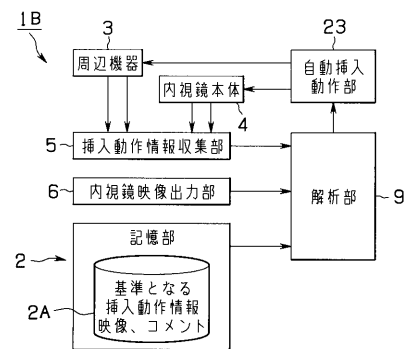 1B
3
23
周辺機器
内視鏡本体
自動挿入
動作部
4
5
挿入動作情報収集部
6
内視鏡映像出力部
解析部
9
記憶部
2
2A
基準となる
挿入動作情報
映像、コメント